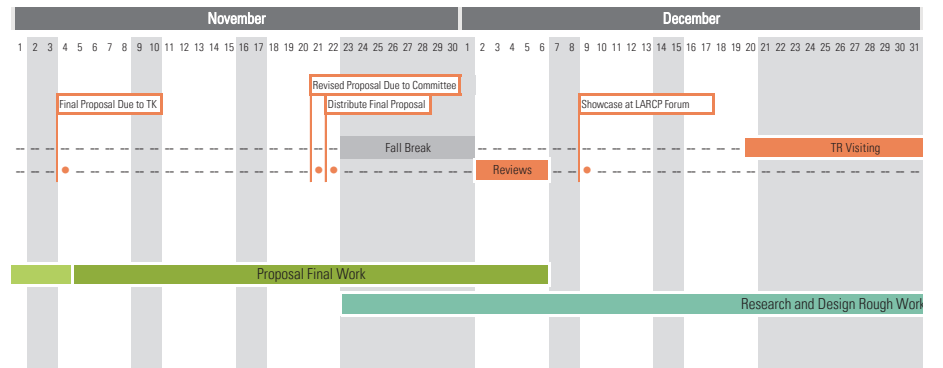 November December
1 2 3 4 5 6 7 8 9 10 11 12 13 14 15 16 17 18 19 20 21 22 23 24 25 26 27 28 29 30 1 2 3 4 5 6 7 8 9 10 11 12 13 14 15 16 17 18 19 20 21 22 23 24 25 26 27 28 29 30 31
Revised Proposal Due to Committee
Final Proposal Due to TK Distribute Final Proposal Showcase at LARCP Forum
Fall Break TR Visiting
Reviews
Proposal Final Work
Research and Design Rough Work